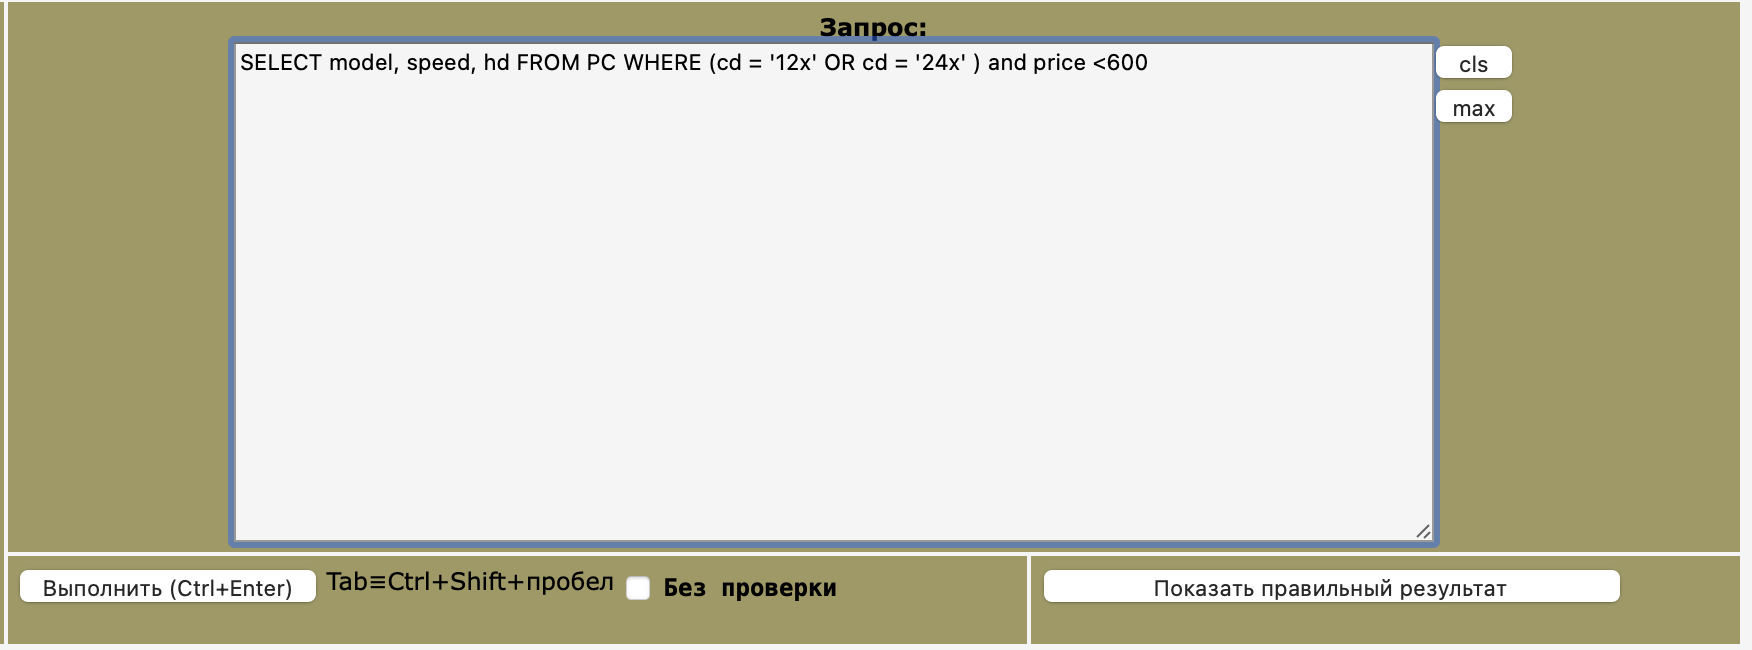 Запрос:
SELECT model, speed, hd FROM PC WHERE (cd = '12x' OR cd = '24x' ) and price <600
cls
max
Выполнить (Ctrl+Enter) Tab≡Ctrl+Shift+пробел Без проверки
Показать правильный результат